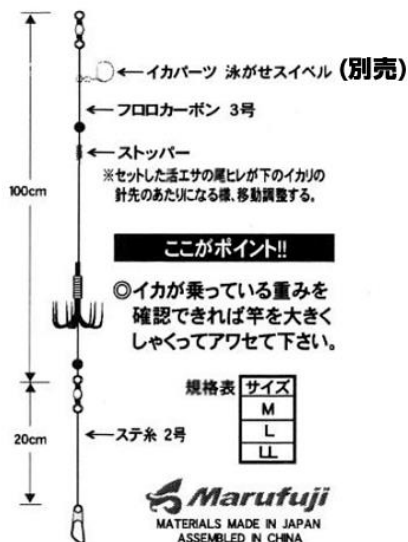 イカパーツ 泳がせスイベル (別売)
フロロカーボン 3号
ストッパー
※セットした活エサの尾ヒレが下のイカリの
針先のあたりになる様、移動調整する。
100cm
ここがポイント!!
◎イカが乗っている重みを
確認できれば竿を大きく
しゃくってアワセて下さい。
規格表 サイズ
M
L
LL
20cm
ステ糸 2号
Marufuji
MATERIALS MADE IN JAPAN
ASSEMBLED IN CHINA